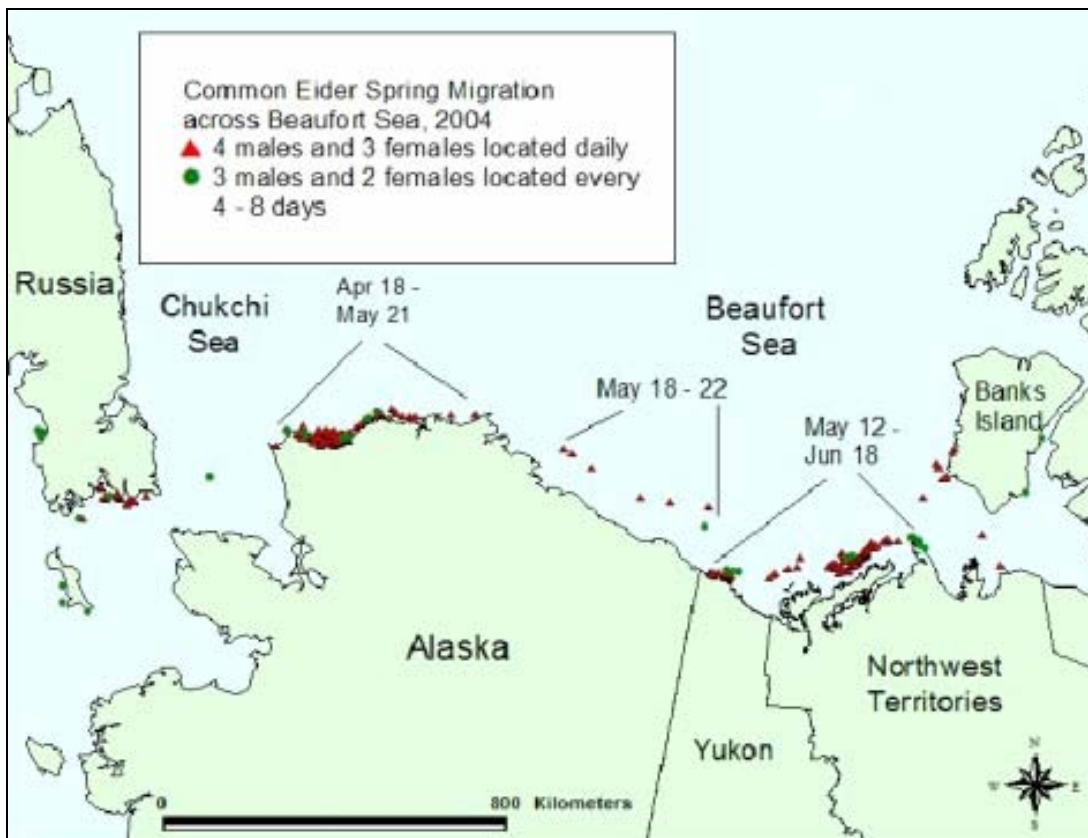 Common Eider Spring Migration
across Beaufort Sea, 2004
4 males and 3 females located daily
3 males and 2 females located every
4 - 8 days
Russia
Chukchi
Sea
Apr 18 -
May 21
Beaufort
Sea
May 18 - 22
Banks
Island
May 12 -
Jun 18
Alaska
Northwest
Territories
Yukon
0 800 Kilometers
N
W E
S